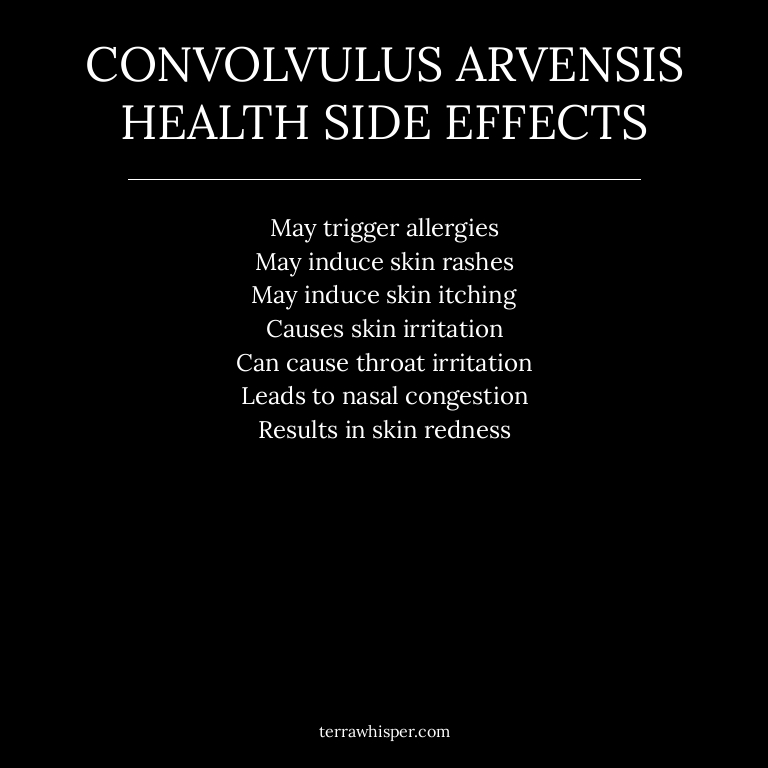 CONVOLVULUS ARVENSIS
HEALTH SIDE EFFECTS
May trigger allergies
May induce skin rashes
May induce skin itching
Causes skin irritation
Can cause throat irritation
Leads to nasal congestion
Results in skin redness
terrawhisper.com